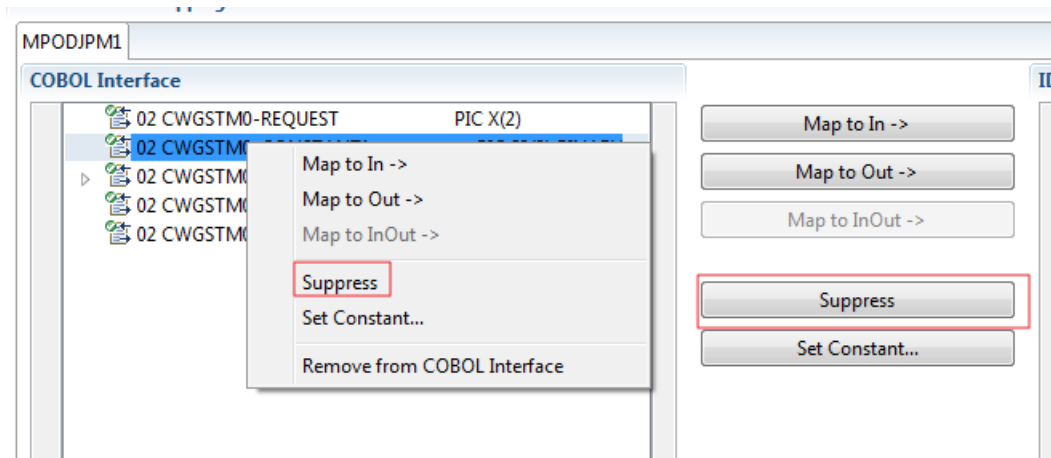 MPODJPM1
COBOL Interface
02 CWGSTM0-REQUEST PIC X(2)
02 CWGSTM0-CONSTANT1
02 CWGSTM0
02 CWGSTM0
02 CWGSTM0
Map to In ->
Map to Out ->
Map to InOut ->
Suppress
Set Constant...
Remove from COBOL Interface
Map to In ->
Map to Out ->
Map to InOut ->
Suppress
Set Constant...